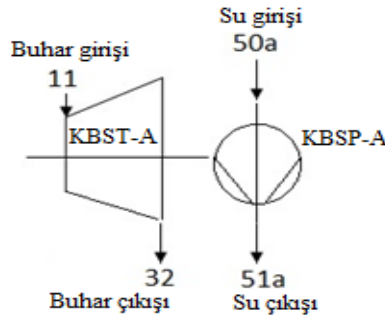 Su girişi
50a
Buhar girişi
11
KBST-A
KBSP-A
32
51a
Buhar çıkışı
Su çıkışı